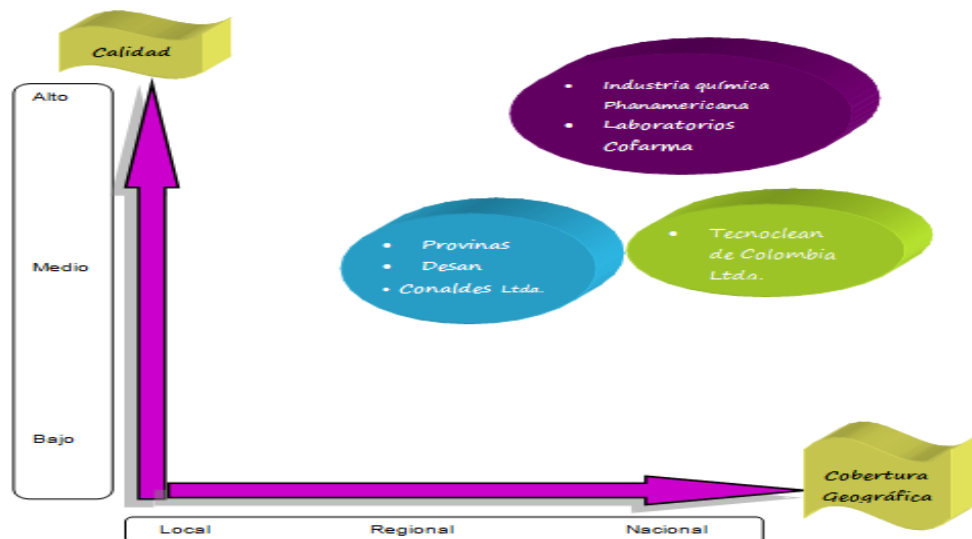 Calidad
Alto
Medio
Bajo
• Industria química
Phanamericana
• Laboratorios
Cofarma
• Provinas
• Desan
• Conaldes Ltda.
• Tecnoclean
de Colombia
Ltda.
Cobertura
Geográfica
Local Regional Nacional